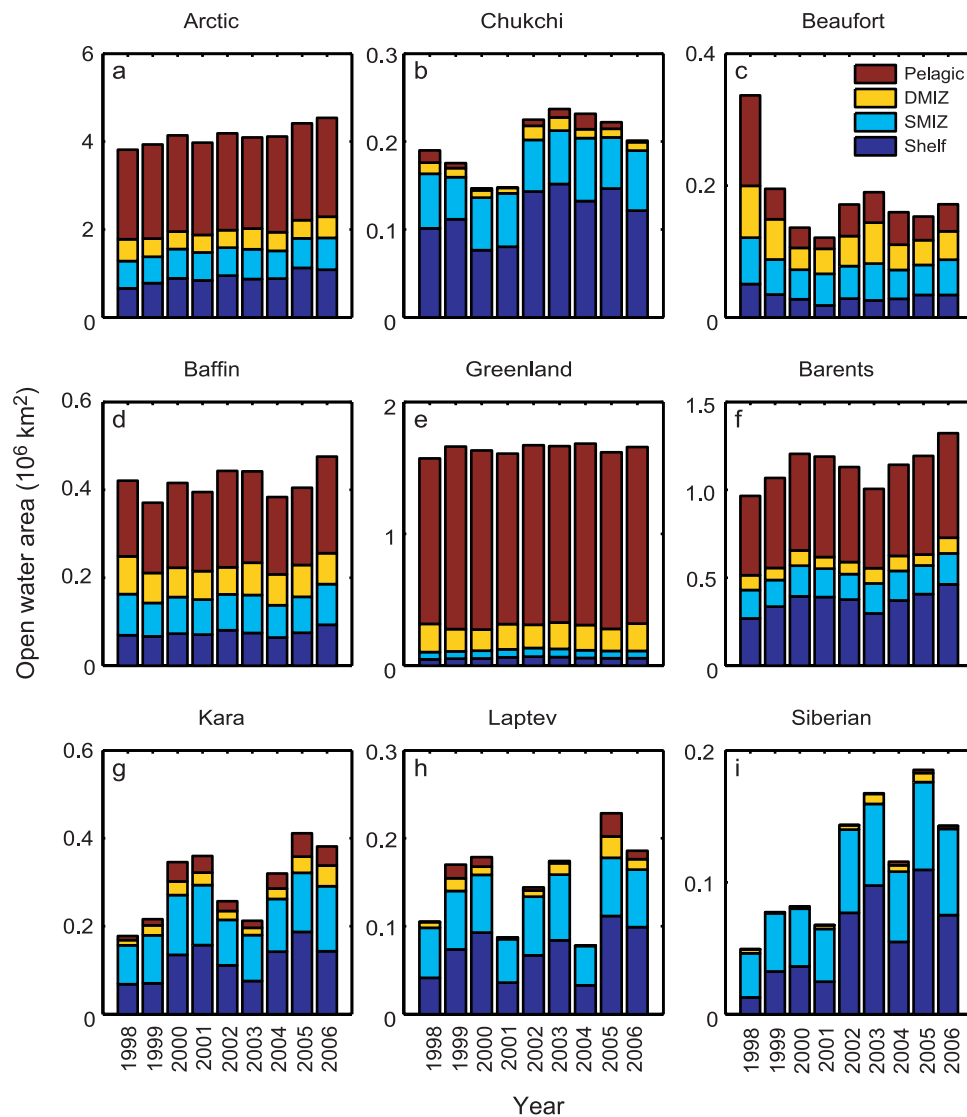 Arctic
Chukchi
Beaufort
6
4
2
0
a
0.3
0.2
0.1
0
b
0.4
0.2
0
c
Pelagic
DMIZ
SMIZ
Shelf
Baffin
Greenland
Barents
Open water area (10⁶ km²)
0.6
0.4
0.2
0
d
2
1
0
e
1.5
1.0
0.5
0
f
Kara
Laptev
Siberian
0.6
0.4
0.2
0
g
0.3
0.2
0.1
0
h
0.2
0.1
0
i
1998 1999 2000 2001 2002 2003 2004 2005 2006
1998 1999 2000 2001 2002 2003 2004 2005 2006
1998 1999 2000 2001 2002 2003 2004 2005 2006
Year